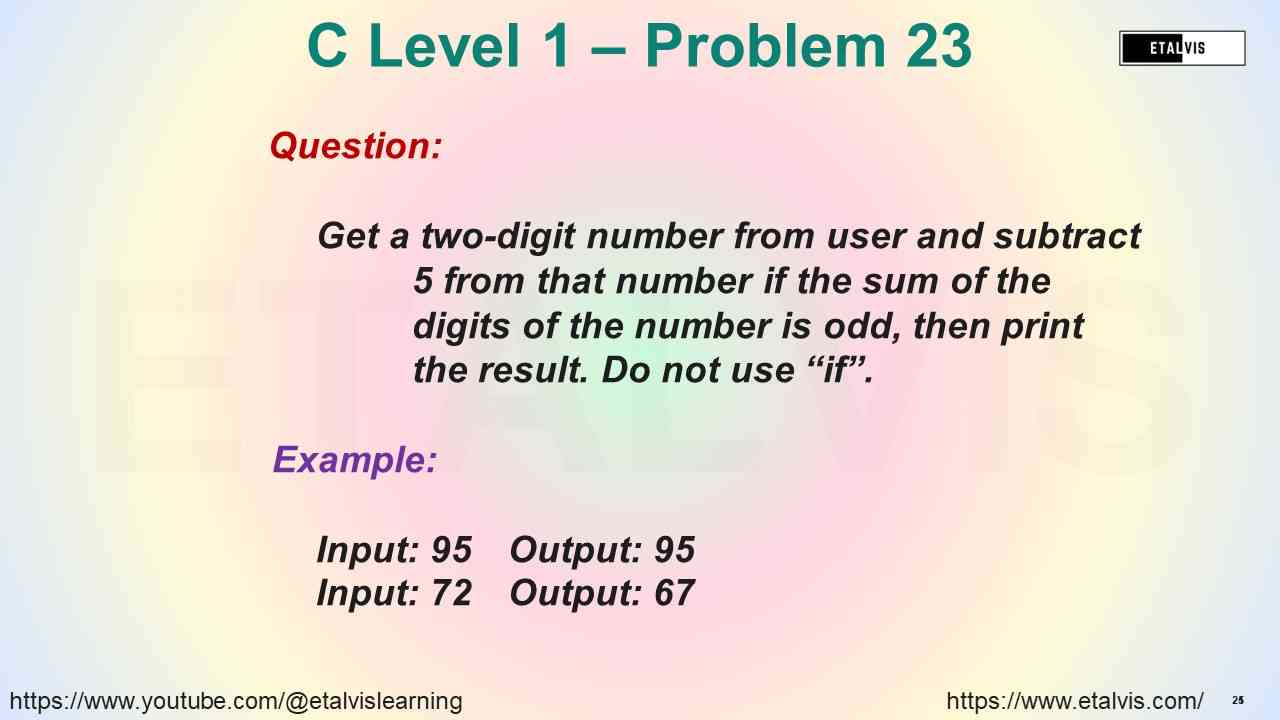 C Level 1 – Problem 23
ETALVIS
Question:
Get a two-digit number from user and subtract
5 from that number if the sum of the
digits of the number is odd, then print
the result. Do not use “if”.
ETALVIS
Example:
Input: 95 Output: 95
Input: 72 Output: 67
https://www.youtube.com/@etalvislearning
https://www.etalvis.com/